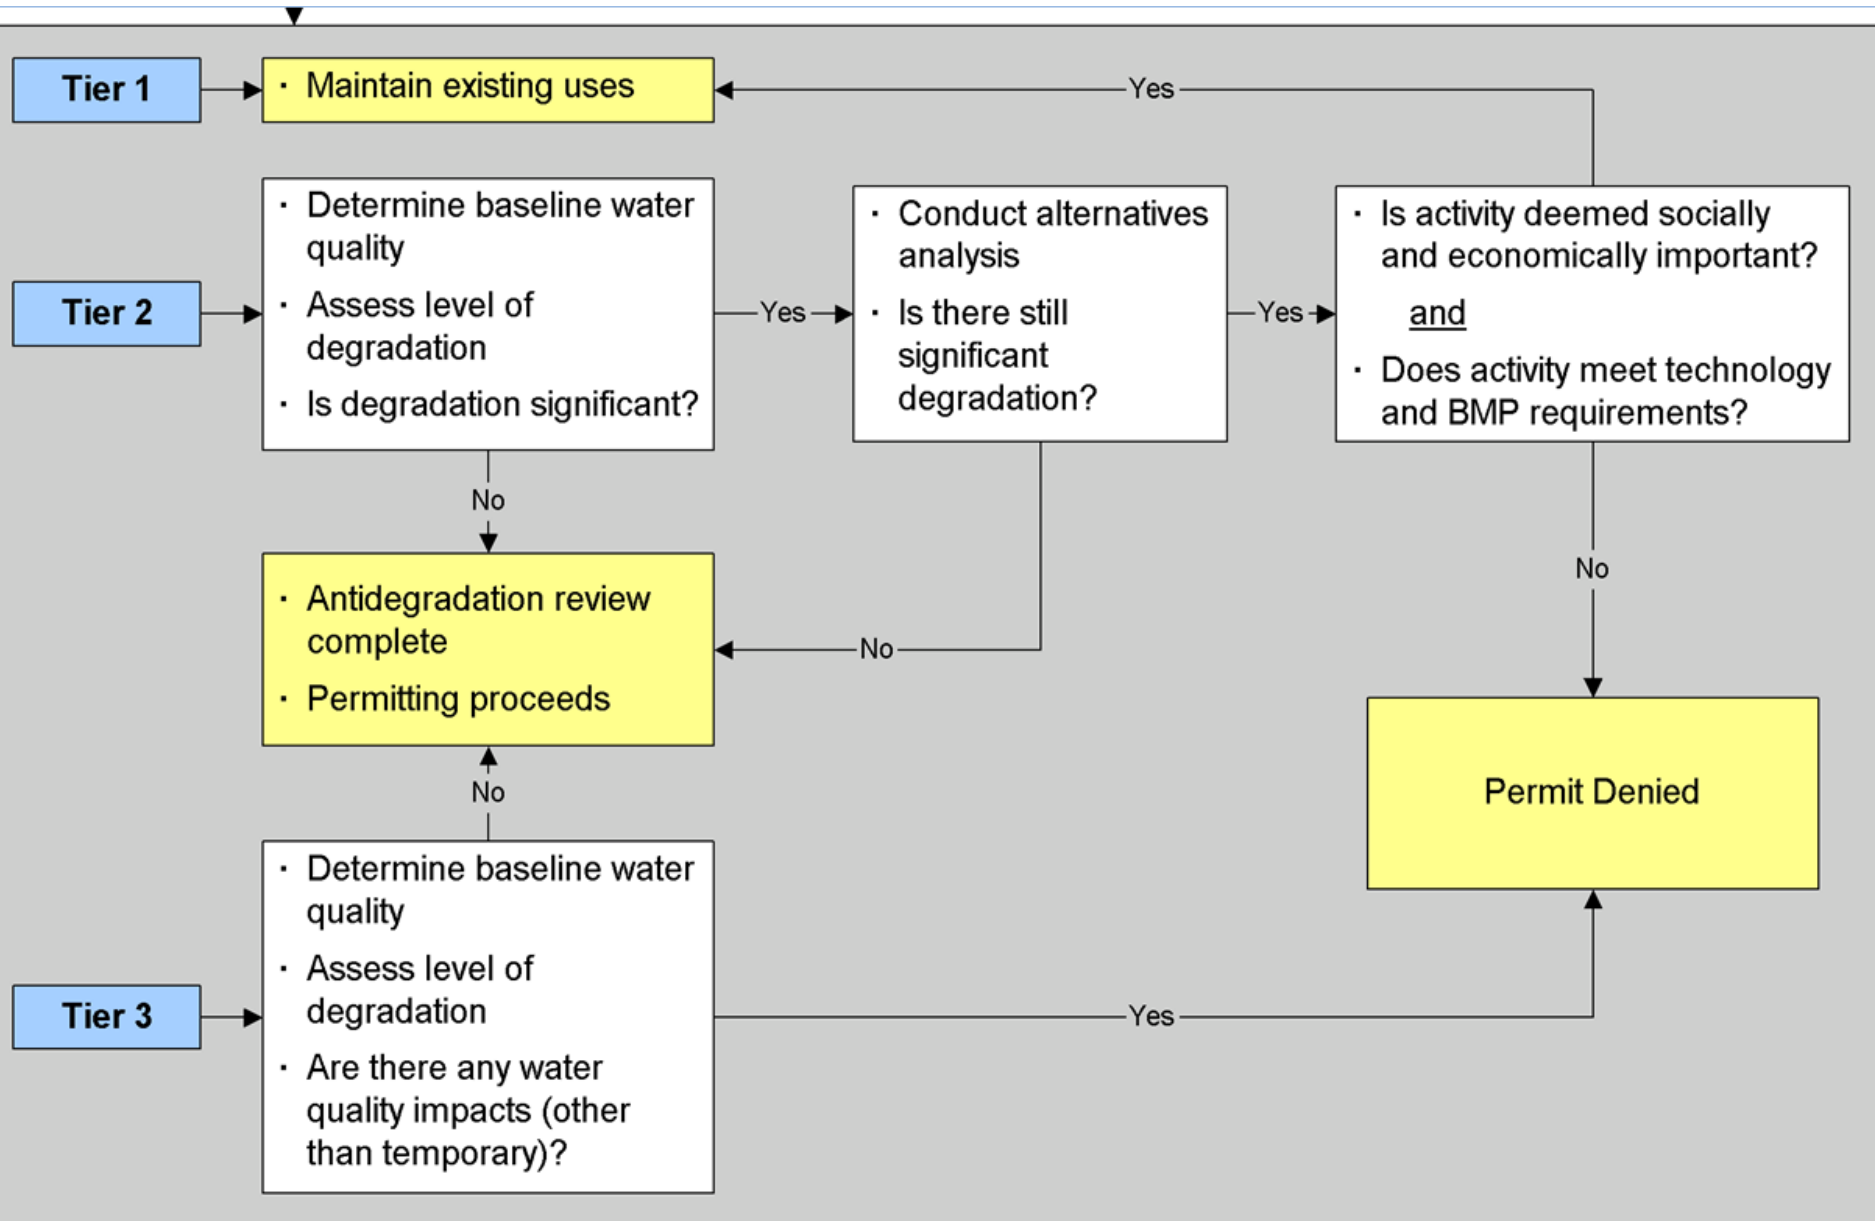 Tier 1
· Maintain existing uses
Yes
Tier 2
· Determine baseline water
quality
· Assess level of
degradation
· Is degradation significant?
Yes
· Conduct alternatives
analysis
· Is there still
significant
degradation?
Yes
· Is activity deemed socially
and economically important?
and
· Does activity meet technology
and BMP requirements?
No
No
· Antidegradation review
complete
· Permitting proceeds
No
Permit Denied
No
Tier 3
· Determine baseline water
quality
· Assess level of
degradation
· Are there any water
quality impacts (other
than temporary)?
Yes